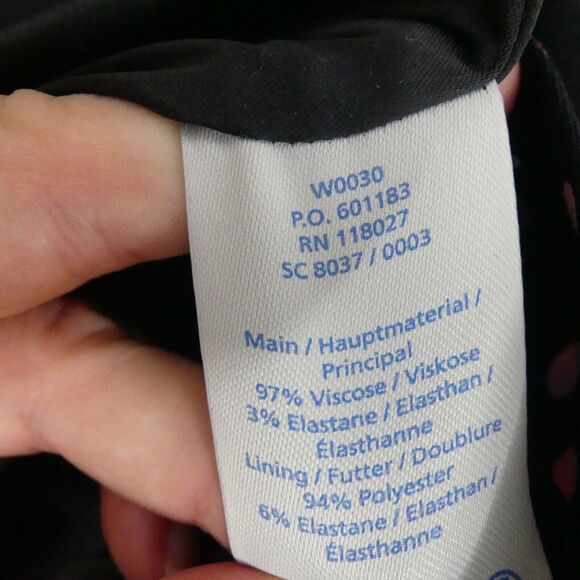 W0030
P.O. 601183
RN 118027
SC 8037 / 0003
Main / Hauptmaterial /
Principal
97% Viscose / Viskose
3% Elastane / Elasthan /
Élasthanne
Lining / Futter / Doublure
94% Polyester
6% Elastane / Elasthan /
Élasthanne